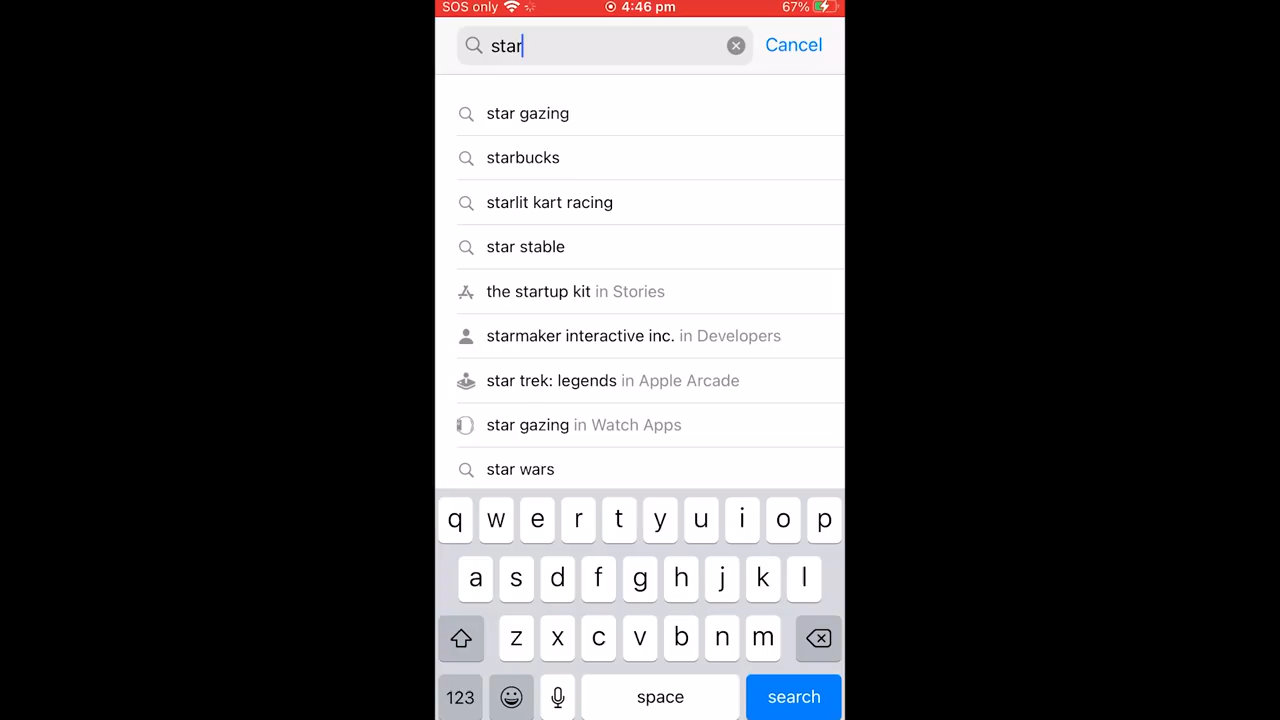 SOS only 4:46 pm 67%
star Cancel
star gazing
starbucks
starlit kart racing
star stable
the startup kit in Stories
starmaker interactive inc. in Developers
star trek: legends in Apple Arcade
star gazing in Watch Apps
star wars
q w e r t y u i o p
a s d f g h j k l
z x c v b n m
123 space search